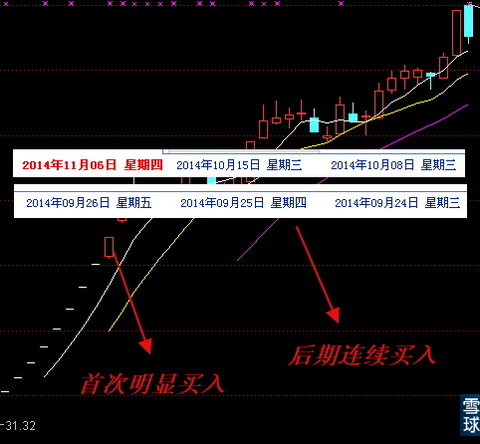 2014年11月06日 星期四 2014年10月15日 星期三 2014年10月08日 星期三
2014年09月26日 星期五 2014年09月25日 星期四 2014年09月24日 星期三
后期连续买入
首次明显买入
31.32
雪球